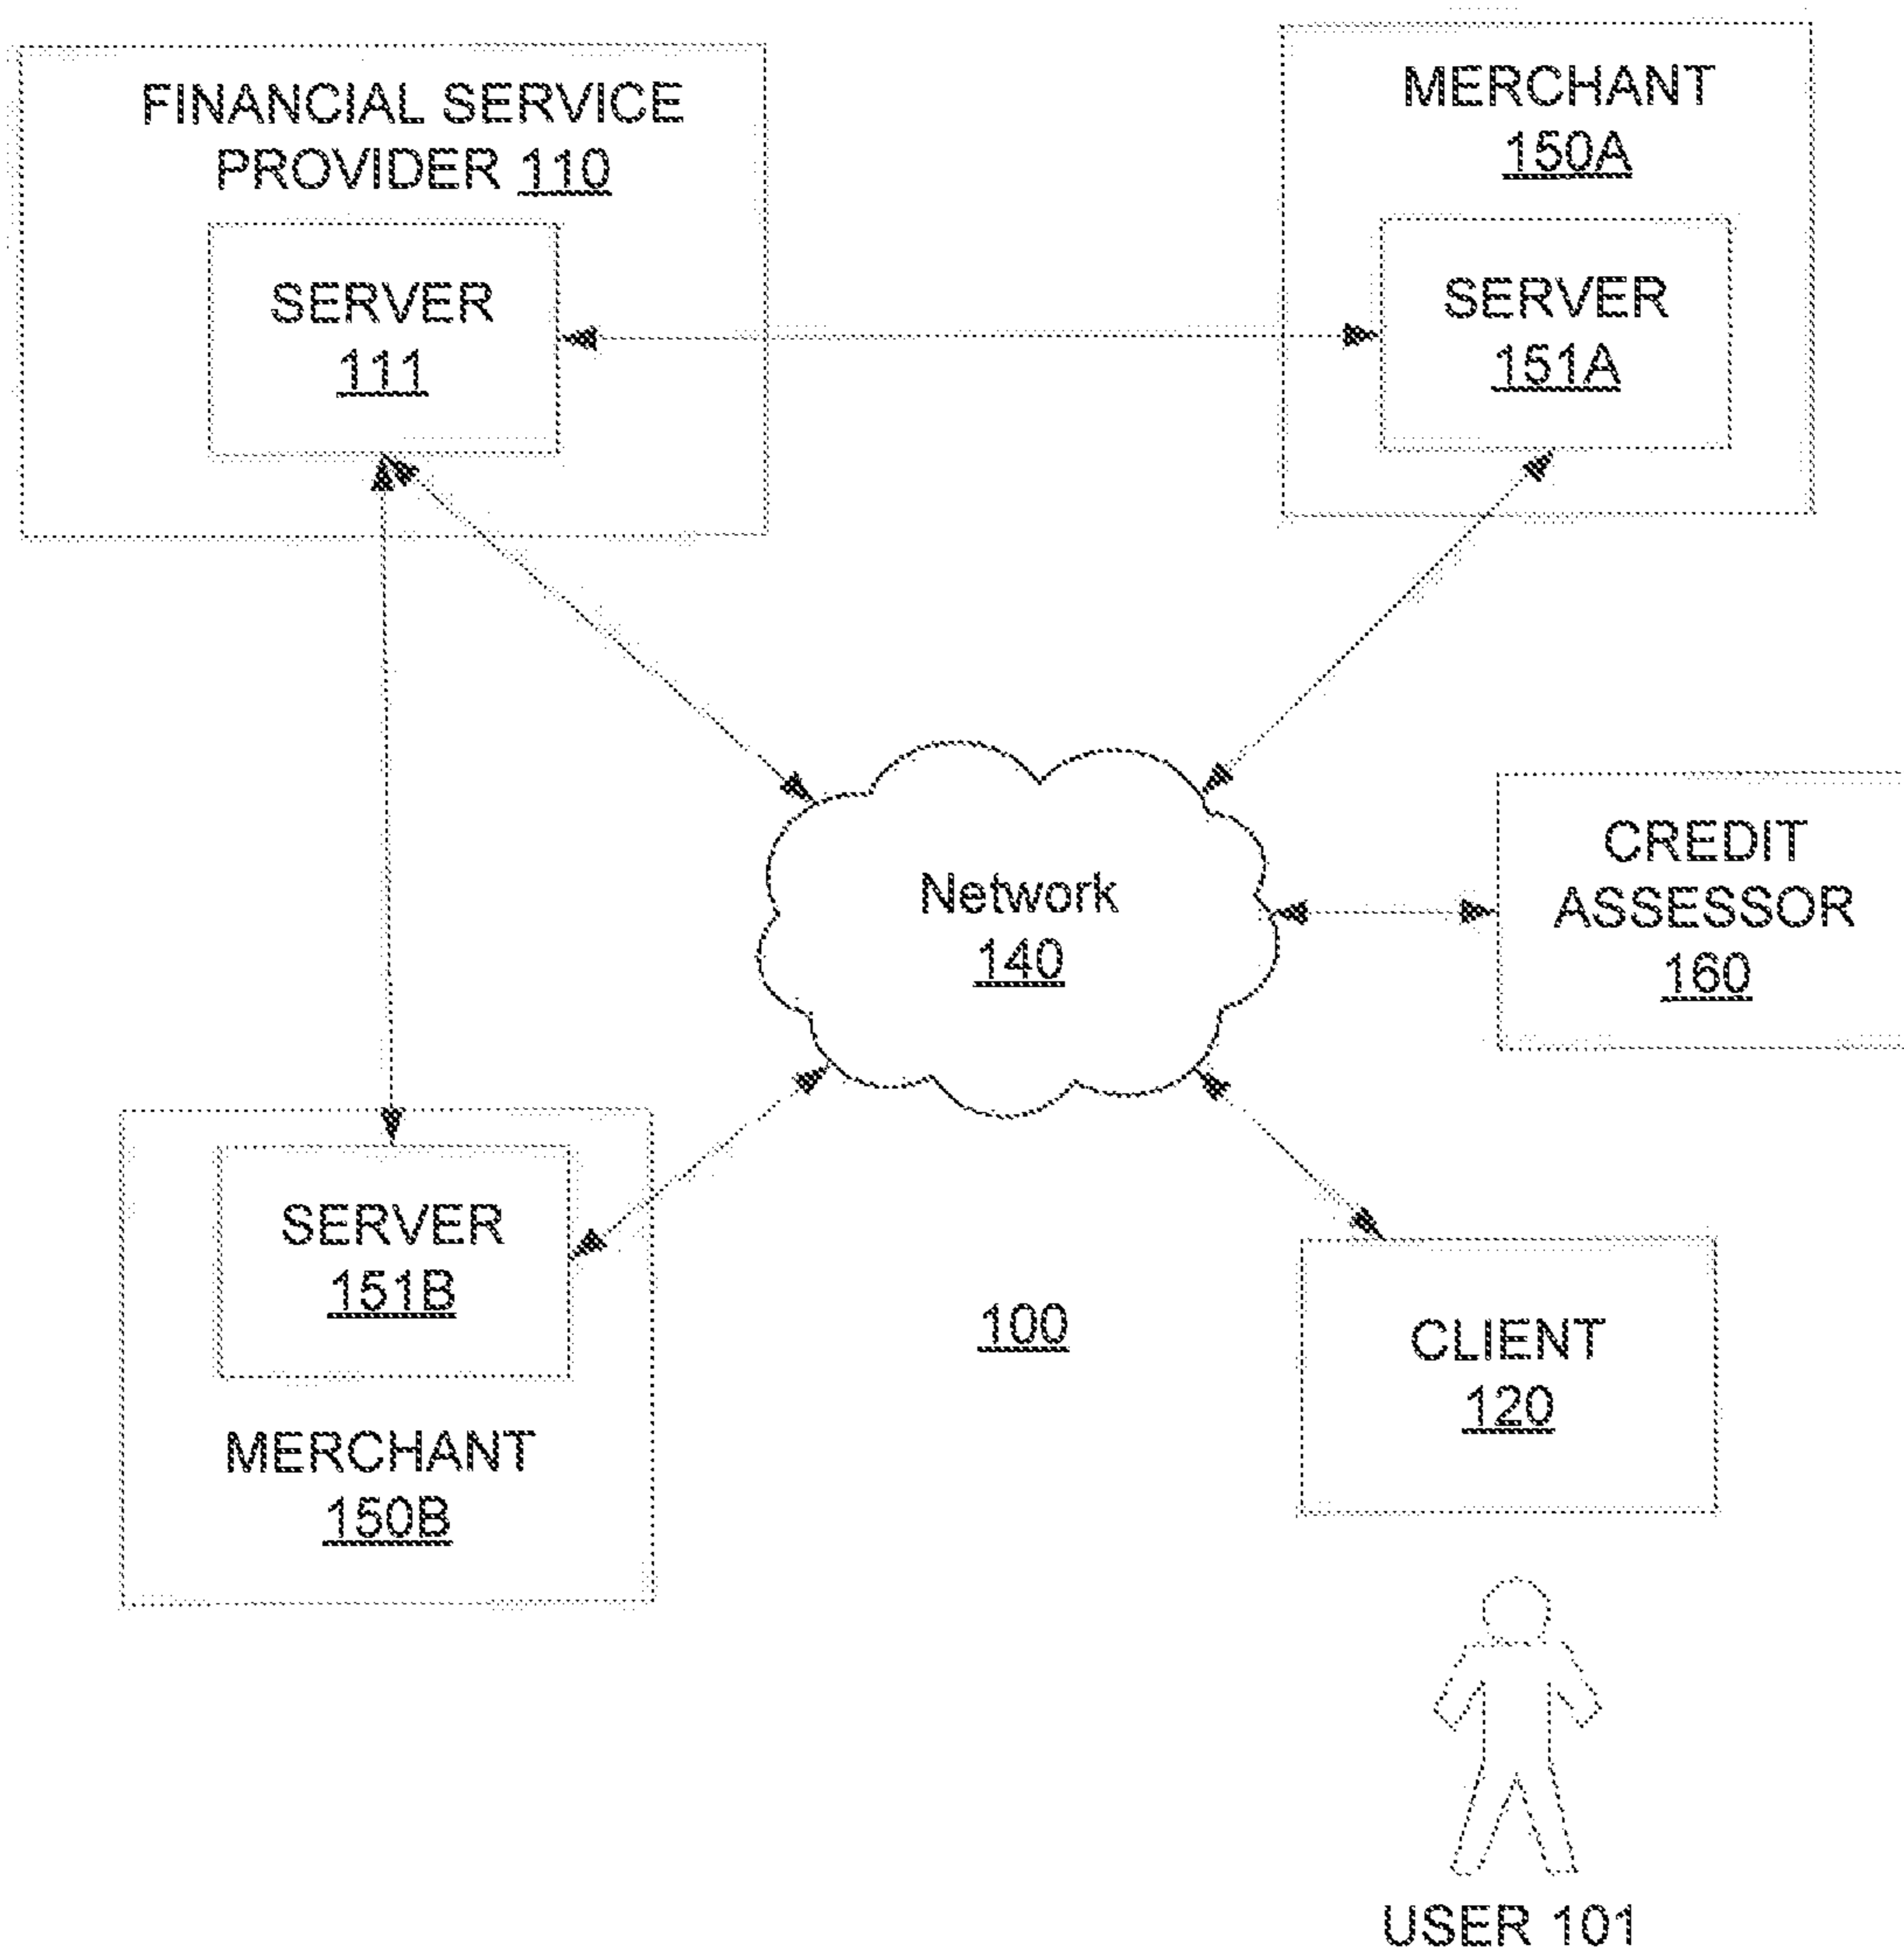 FINANCIAL SERVICE
PROVIDER 110
SERVER
111
MERCHANT
150A
SERVER
151A
Network
140
CREDIT
ASSESSOR
160
SERVER
151B
MERCHANT
150B
100
CLIENT
120
USER 101